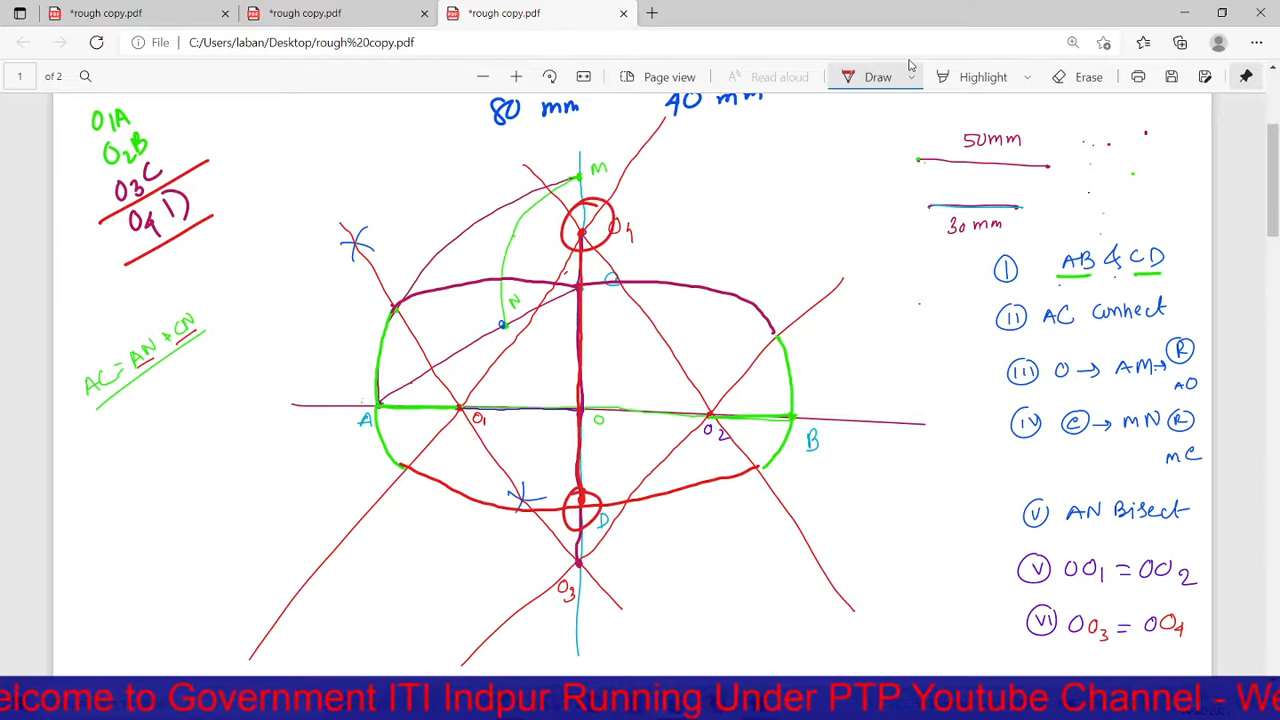 *rough copy.pdf
*rough copy.pdf
*rough copy.pdf
File
C:/Users/laban/Desktop/rough%20copy.pdf
1 of 2
Page view
Read aloud
Draw
Highlight
Erase
80 mm
40 mm
O1A
O2B
O3C
O4D
AC = AN + CN
M
O4
C
N
A
O1
O
O2
B
D
O3
50mm
30 mm
I AB & CD
II AC connect
III O → AM → R
AO
IV C → MN R
MC
V AN Bisect
V OO1 = OO2
VI OO3 = OO4
elcome to Government ITI Indpur Running Under PTP Youtube Channel - Wo